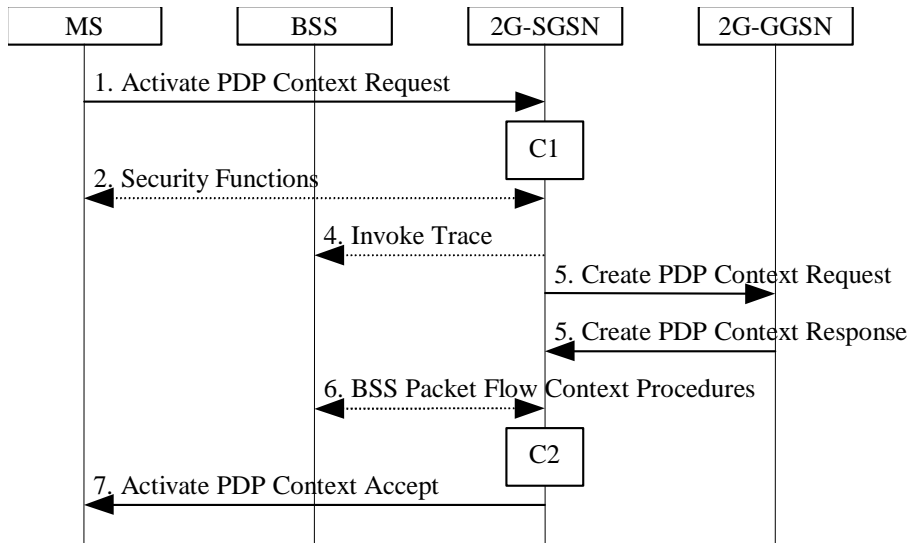 MS BSS 2G-SGSN 2G-GGSN
1. Activate PDP Context Request
C1
2. Security Functions
4. Invoke Trace
5. Create PDP Context Request
5. Create PDP Context Response
6. BSS Packet Flow Context Procedures
C2
7. Activate PDP Context Accept